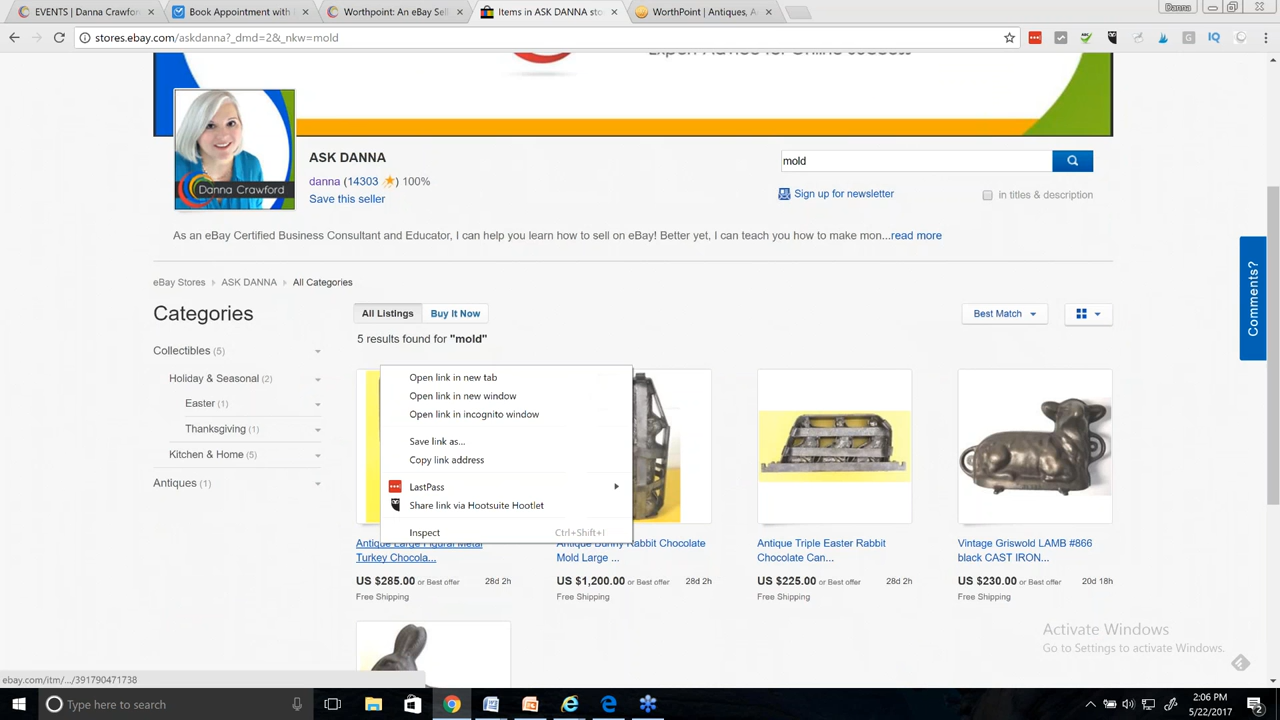 EVENTS | Danna Crawford
Book Appointment with
Worthpoint: An eBay Sell
Items in ASK DANNA sto
WorthPoint | Antiques, A
Danna
stores.ebay.com/askdanna?_dmd=2&_nkw=mold
Expert Advice for Online Success
Danna Crawford
ASK DANNA
danna (14303 ) 100%
Save this seller
mold
Sign up for newsletter
in titles & description
As an eBay Certified Business Consultant and Educator, I can help you learn how to sell on eBay! Better yet, I can teach you how to make mon...read more
eBay Stores ASK DANNA All Categories
Comments?
Categories
All Listings
Buy It Now
Best Match
5 results found for "mold"
Collectibles (5)
Holiday & Seasonal (2)
Easter (1)
Thanksgiving (1)
Kitchen & Home (5)
Antiques (1)
Open link in new tab
Open link in new window
Open link in incognito window
Save link as...
Copy link address
LastPass
Share link via Hootsuite Hootlet
Inspect Ctrl+Shift+I
Antique Large Figural Metal
Turkey Chocola...
US $285.00 or Best offer 28d 2h
Free Shipping
Antique Bunny Rabbit Chocolate
Mold Large ...
US $1,200.00 or Best offer 28d 2h
Free Shipping
Antique Triple Easter Rabbit
Chocolate Can...
US $225.00 or Best offer 28d 2h
Free Shipping
Vintage Griswold LAMB #866
black CAST IRON...
US $230.00 or Best offer 20d 18h
Free Shipping
Activate Windows
Go to Settings to activate Windows.
ebay.com/itm/.../391790471738
Type here to search
2:06 PM
5/22/2017